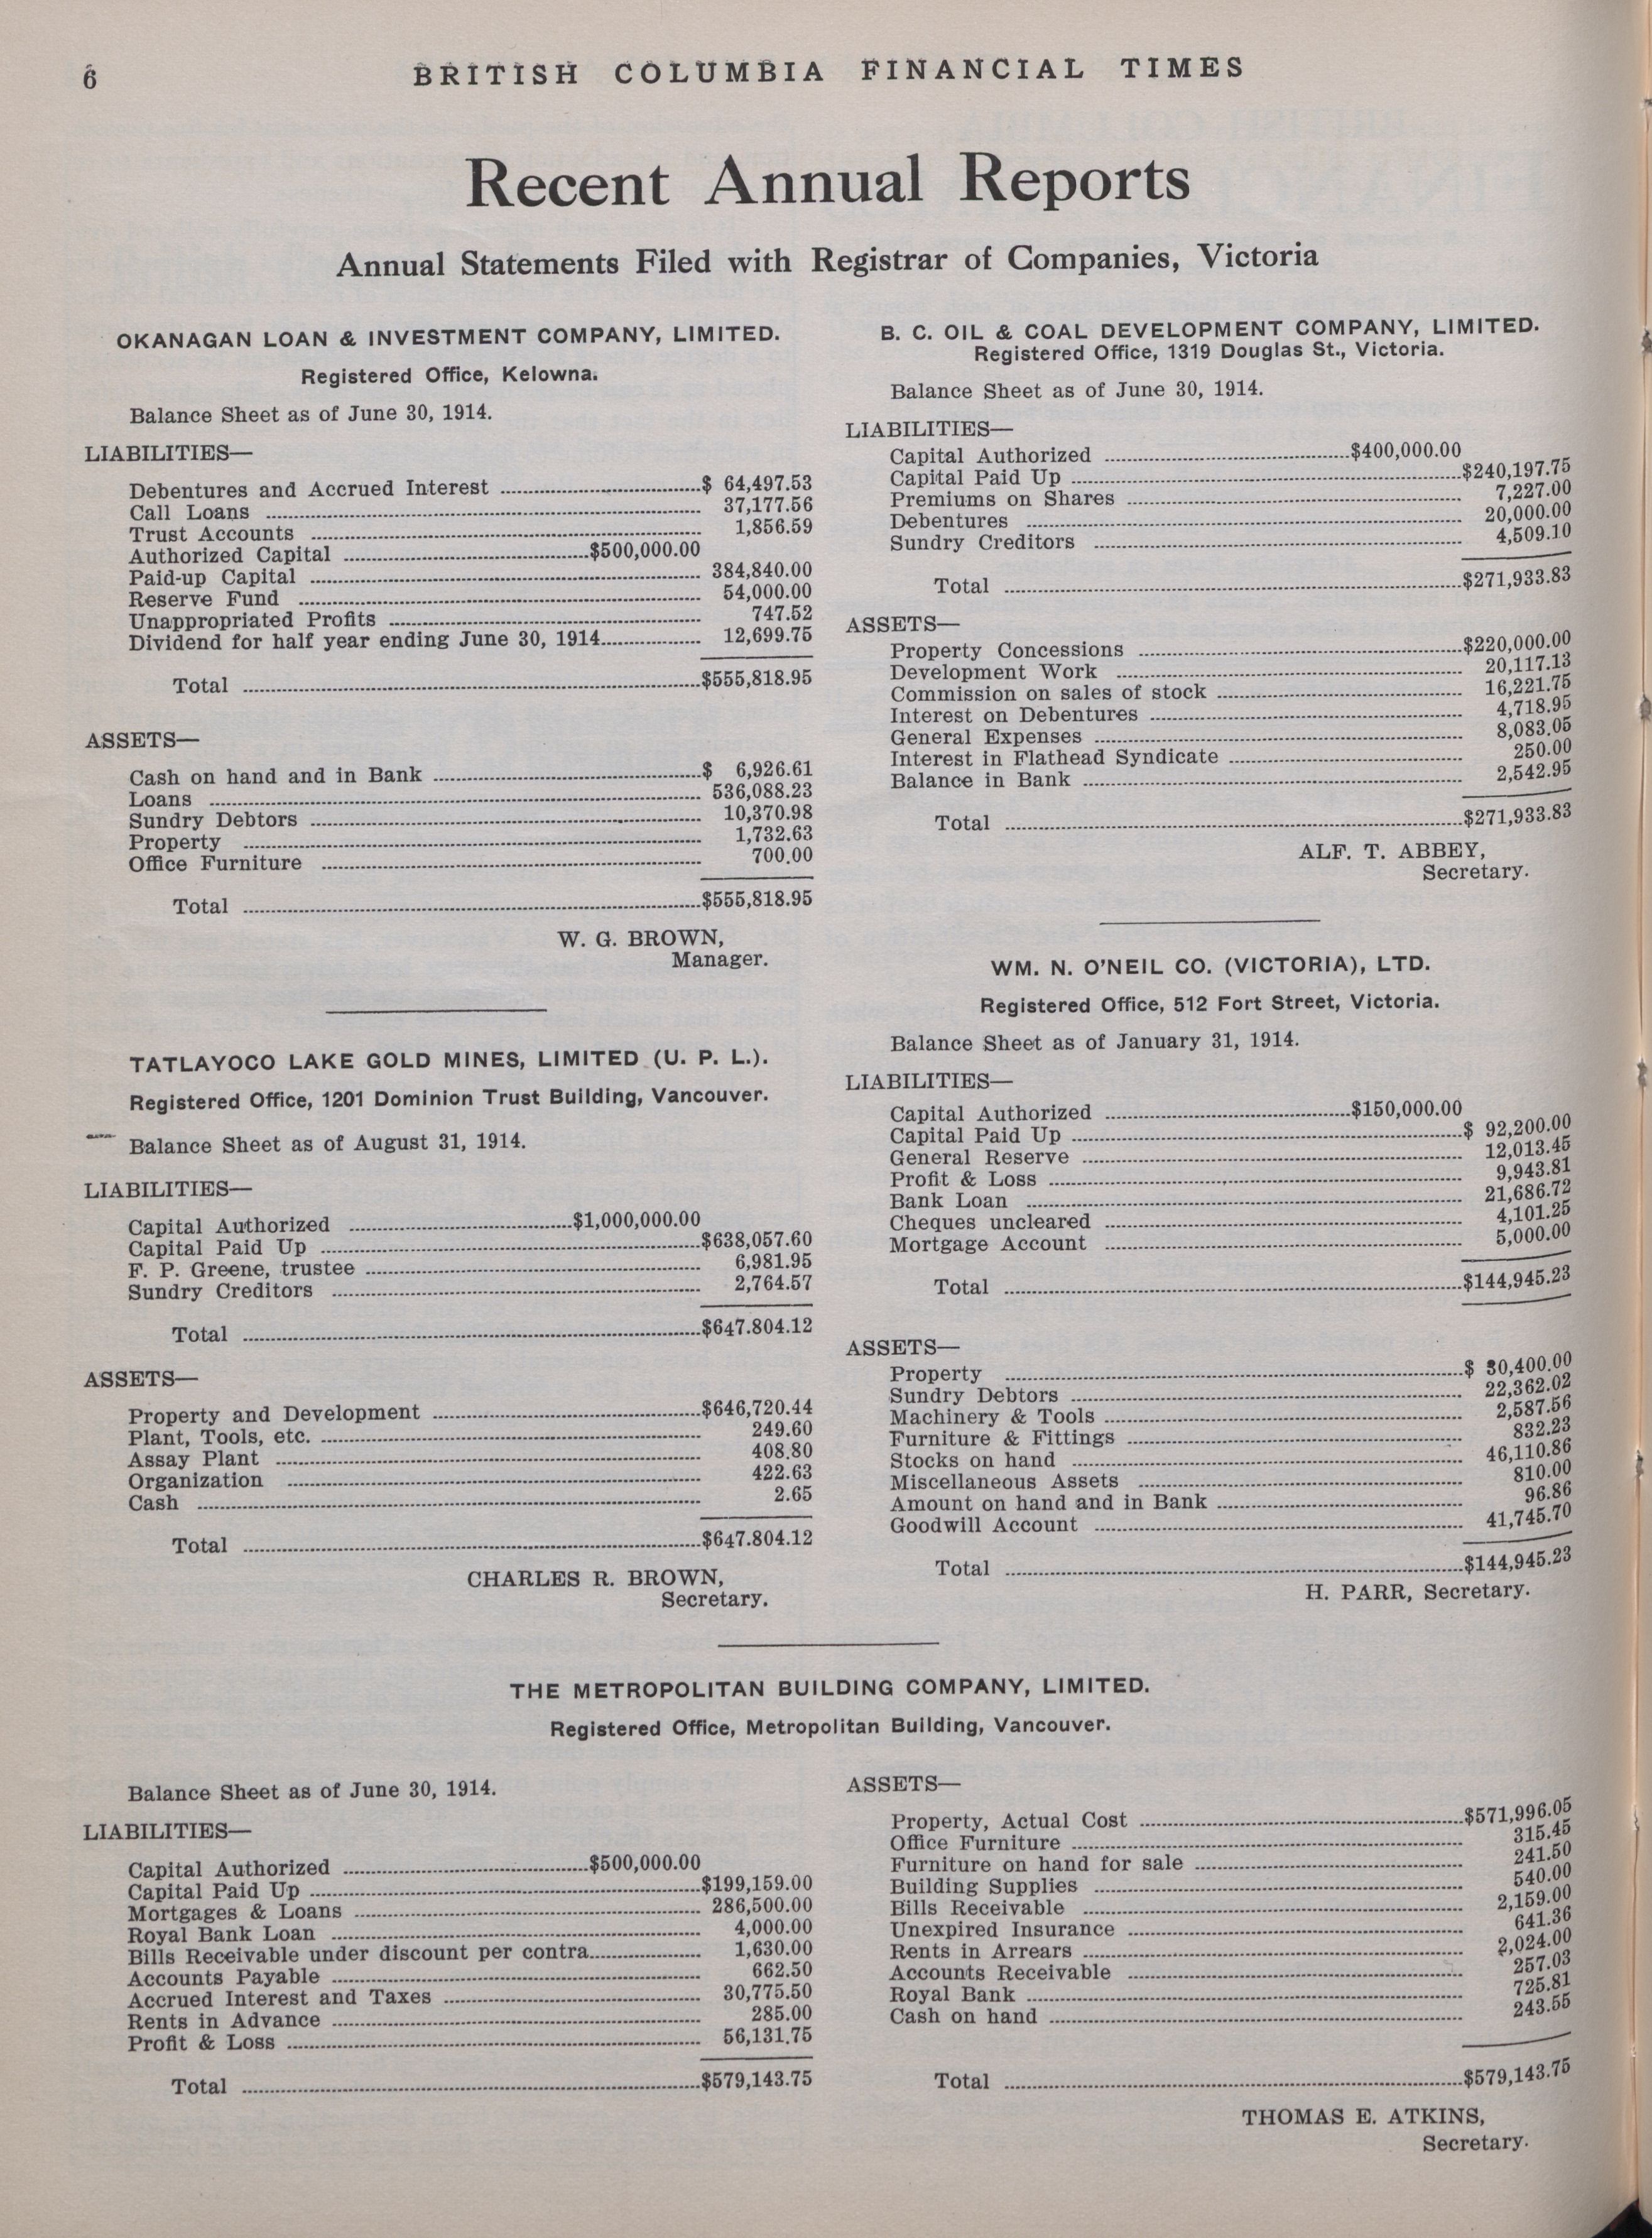 6
BRITISH COLUMBIA FINANCIAL TIMES
Recent Annual Reports
Annual Statements Filed with Registrar of Companies, Victoria
OKANAGAN LOAN & INVESTMENT COMPANY, LIMITED.
Registered Office, Kelowna.
Balance Sheet as of June 30, 1914.
LIABILITIES—
Debentures and Accrued Interest $ 64,497.53
Call Loans 37,177.56
Trust Accounts 1,856.59
Authorized Capital $500,000.00
Paid-up Capital 384,840.00
Reserve Fund 54,000.00
Unappropriated Profits 747.52
Dividend for half year ending June 30, 1914 12,699.75
Total $555,818.95
ASSETS—
Cash on hand and in Bank $ 6,926.61
Loans 536,088.23
Sundry Debtors 10,370.98
Property 1,732.63
Office Furniture 700.00
Total $555,818.95
W. G. BROWN,
Manager.
TATLAYOCO LAKE GOLD MINES, LIMITED (U. P. L.).
Registered Office, 1201 Dominion Trust Building, Vancouver.
Balance Sheet as of August 31, 1914.
LIABILITIES—
Capital Authorized $1,000,000.00
Capital Paid Up $638,057.60
F. P. Greene, trustee 6,981.95
Sundry Creditors 2,764.57
Total $647.804.12
ASSETS—
Property and Development $646,720.44
Plant, Tools, etc. 249.60
Assay Plant 408.80
Organization 422.63
Cash 2.65
Total $647.804.12
CHARLES R. BROWN,
Secretary.
B. C. OIL & COAL DEVELOPMENT COMPANY, LIMITED.
Registered Office, 1319 Douglas St., Victoria.
Balance Sheet as of June 30, 1914.
LIABILITIES—
Capital Authorized $400,000.00
Capital Paid Up $240,197.75
Premiums on Shares 7,227.00
Debentures 20,000.00
Sundry Creditors 4,509.10
Total $271,933.83
ASSETS—
Property Concessions $220,000.00
Development Work 20,117.13
Commission on sales of stock 16,221.75
Interest on Debentures 4,718.95
General Expenses 8,083.05
Interest in Flathead Syndicate 250.00
Balance in Bank 2,542.95
Total $271,933.83
ALF. T. ABBEY,
Secretary.
WM. N. O'NEIL CO. (VICTORIA), LTD.
Registered Office, 512 Fort Street, Victoria.
Balance Sheet as of January 31, 1914.
LIABILITIES—
Capital Authorized $150,000.00
Capital Paid Up $ 92,200.00
General Reserve 12,013.45
Profit & Loss 9,943.81
Bank Loan 21,686.72
Cheques uncleared 4,101.25
Mortgage Account 5,000.00
Total $144,945.23
ASSETS—
Property $ 30,400.00
Sundry Debtors 22,362.02
Machinery & Tools 2,587.56
Furniture & Fittings 832.23
Stocks on hand 46,110.86
Miscellaneous Assets 810.00
Amount on hand and in Bank 96.86
Goodwill Account 41,745.70
Total $144,945.23
H. PARR, Secretary.
THE METROPOLITAN BUILDING COMPANY, LIMITED.
Registered Office, Metropolitan Building, Vancouver.
Balance Sheet as of June 30, 1914.
LIABILITIES—
Capital Authorized $500,000.00
Capital Paid Up $199,159.00
Mortgages & Loans 286,500.00
Royal Bank Loan 4,000.00
Bills Receivable under discount per contra 1,630.00
Accounts Payable 662.50
Accrued Interest and Taxes 30,775.50
Rents in Advance 285.00
Profit & Loss 56,131.75
Total $579,143.75
ASSETS—
Property, Actual Cost $571,996.05
Office Furniture 315.45
Furniture on hand for sale 241.50
Building Supplies 540.00
Bills Receivable 2,159.00
Unexpired Insurance 641.36
Rents in Arrears 2,024.00
Accounts Receivable 257.03
Royal Bank 725.81
Cash on hand 243.55
Total $579,143.75
THOMAS E. ATKINS,
Secretary.